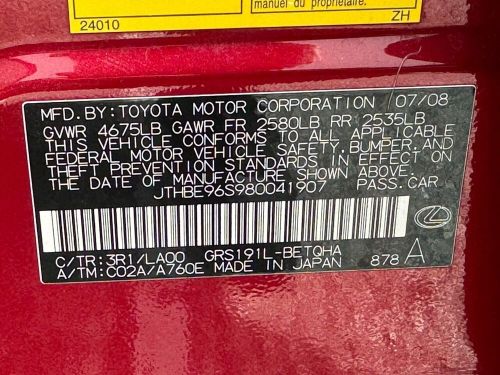 manuel du propriétaire.
24010 ZH
MFD.BY:TOYOTA MOTOR CORPORATION 07/08
GVWR 4675LB GAWR FR 2580LB RR 2535LB
THIS VEHICLE CONFORMS TO ALL APPLICABLE
FEDERAL MOTOR VEHICLE SAFETY,BUMPER,AND
THEFT PREVENTION STANDARDS IN EFFECT ON
THE DATE OF MANUFACTURE SHOWN ABOVE.
JTHBE96S980041907 PASS.CAR
C/TR:3R1/LA00 GRS191L-BETQHA
A/TM:C02A/A760E MADE IN JAPAN 878 A